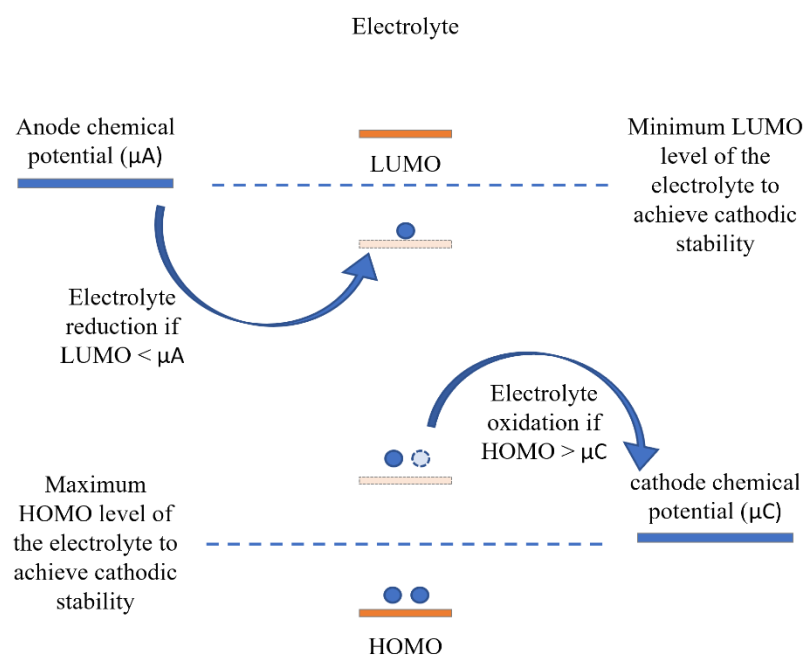 Electrolyte
Anode chemical
potential (μA)
LUMO
Minimum LUMO
level of the
electrolyte to
achieve cathodic
stability
Electrolyte
reduction if
LUMO < μA
Electrolyte
oxidation if
HOMO > μC
Maximum
HOMO level of
the electrolyte to
achieve cathodic
stability
cathode chemical
potential (μC)
HOMO